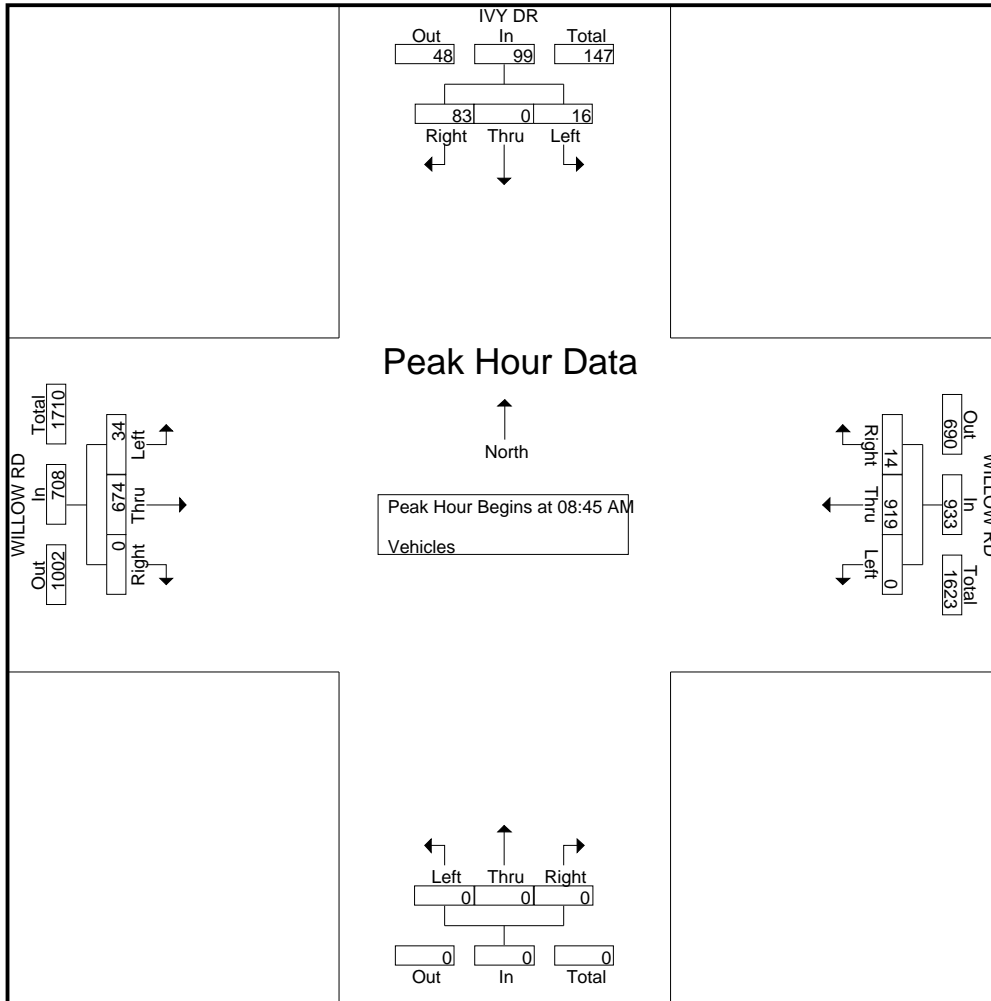 IVY DR
Out In Total
48 99 147
83 0 16
Right Thru Left
Peak Hour Data
North
Peak Hour Begins at 08:45 AM
Vehicles
WILLOW RD
Total In Out
1710 708 1002
34 674 0
Left Thru Right
WILLOW RD
Out In Total
690 933 1623
14 919 0
Right Thru Left
Left Thru Right
0 0 0
0 0 0
Out In Total